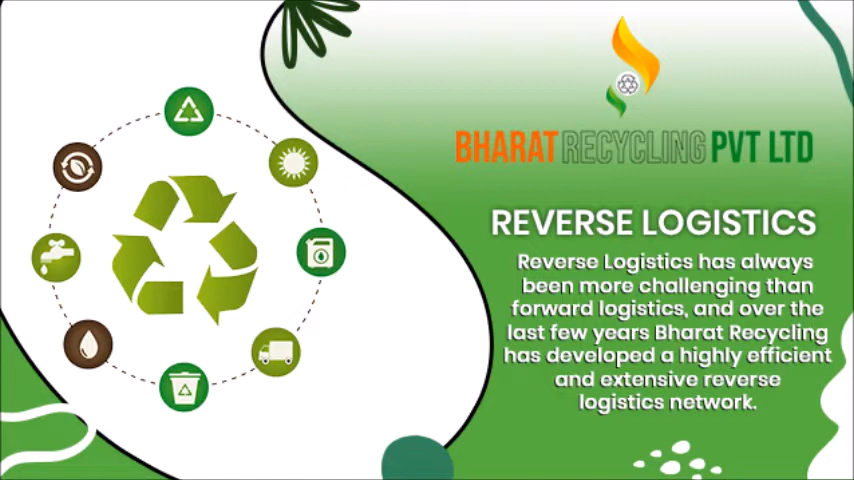 BHARAT RECYCLING PVT LTD
REVERSE LOGISTICS
Reverse Logistics has always
been more challenging than
forward logistics, and over the
last few years Bharat Recycling
has developed a highly efficient
and extensive reverse
logistics network.